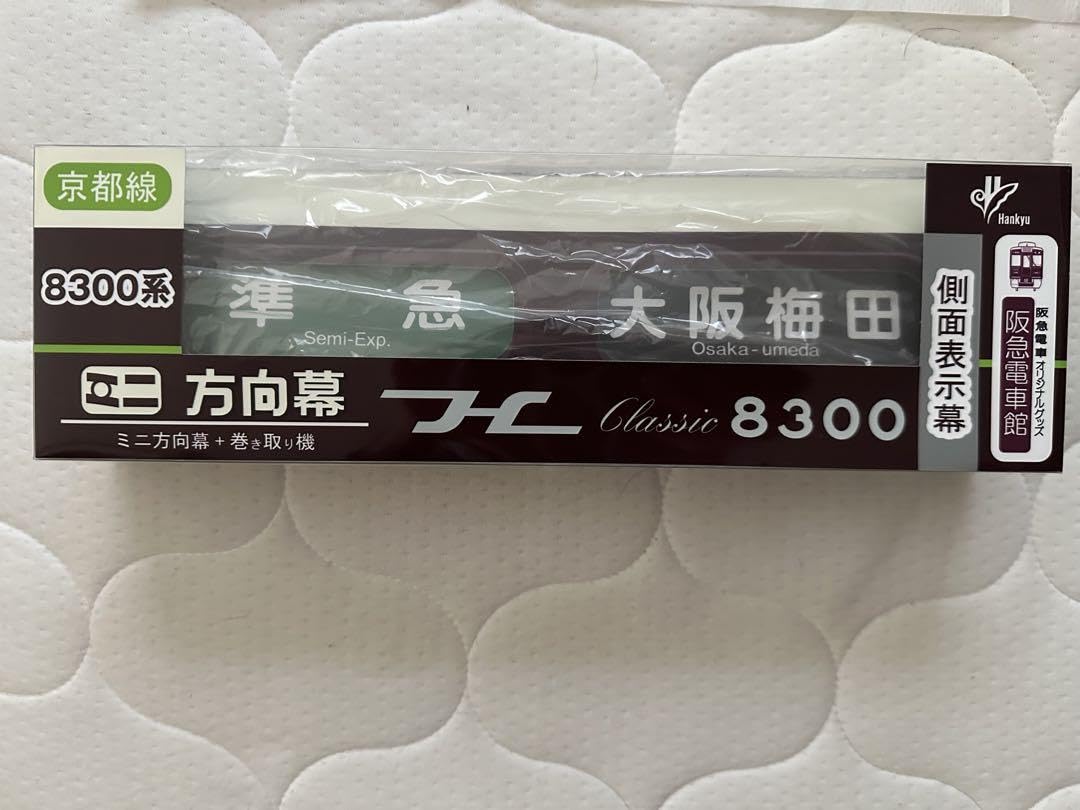 京都線
8300系
準急
Semi-Exp.
大阪梅田
Osaka-umeda
方向幕
ミニ方向幕+巻き取り機
HC Classic 8300
側面表示幕
Hankyu
阪急電車オリジナルグッズ
阪急電車館